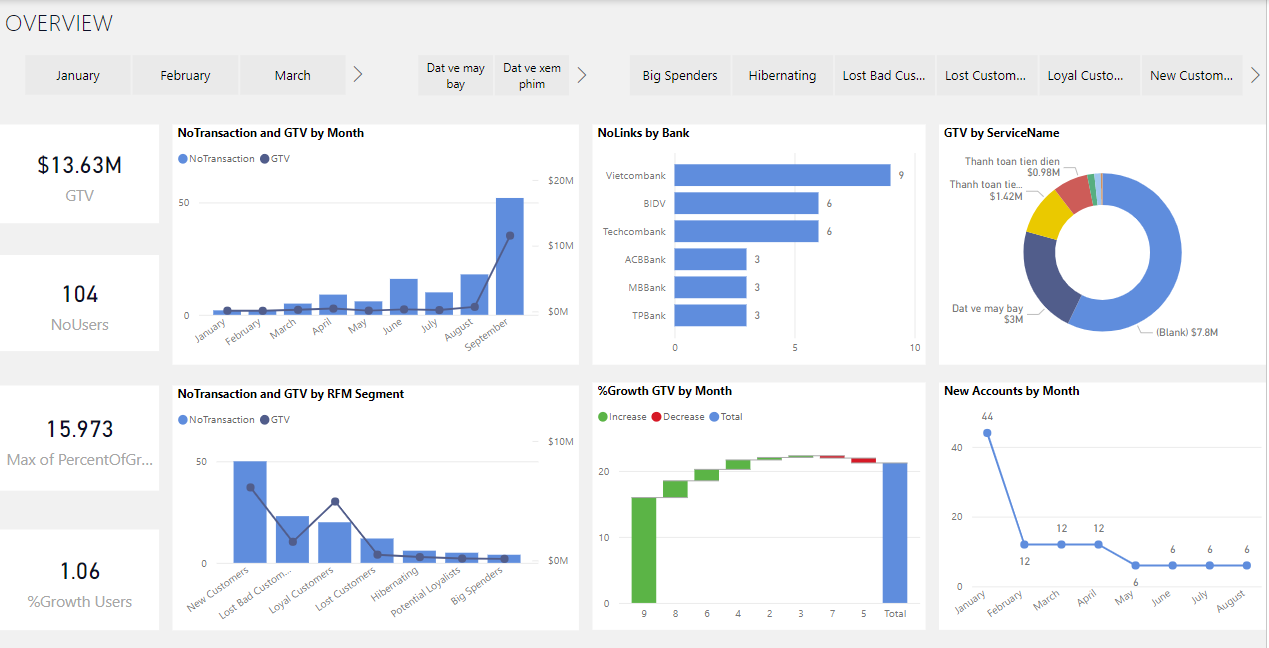 OVERVIEW
January
February
March
Dat ve may
bay
Dat ve xem
phim
Big Spenders
Hibernating
Lost Bad Cus...
Lost Custom...
Loyal Custo...
New Custom...
$13.63M
GTV
104
NoUsers
15.973
Max of PercentOfGr...
1.06
%Growth Users
NoTransaction and GTV by Month
NoTransaction
GTV
50
0
$20M
$10M
$0M
January
February
March
April
May
June
July
August
September
NoLinks by Bank
Vietcombank
9
BIDV
6
Techcombank
6
ACBBank
3
MBBank
3
TPBank
3
0
5
10
GTV by ServiceName
Thanh toan tien dien
$0.98M
Thanh toan tie...
$1.42M
Dat ve may bay
$3M
(Blank) $7.8M
NoTransaction and GTV by RFM Segment
NoTransaction
GTV
50
0
$10M
$0M
New Customers
Lost Bad Custom...
Loyal Customers
Lost Customers
Hibernating
Potential Loyalists
Big Spenders
%Growth GTV by Month
Increase
Decrease
Total
20
10
0
9
8
6
4
2
3
7
5
Total
New Accounts by Month
40
20
0
44
12
12
12
6
6
6
6
January
February
March
April
May
June
July
August